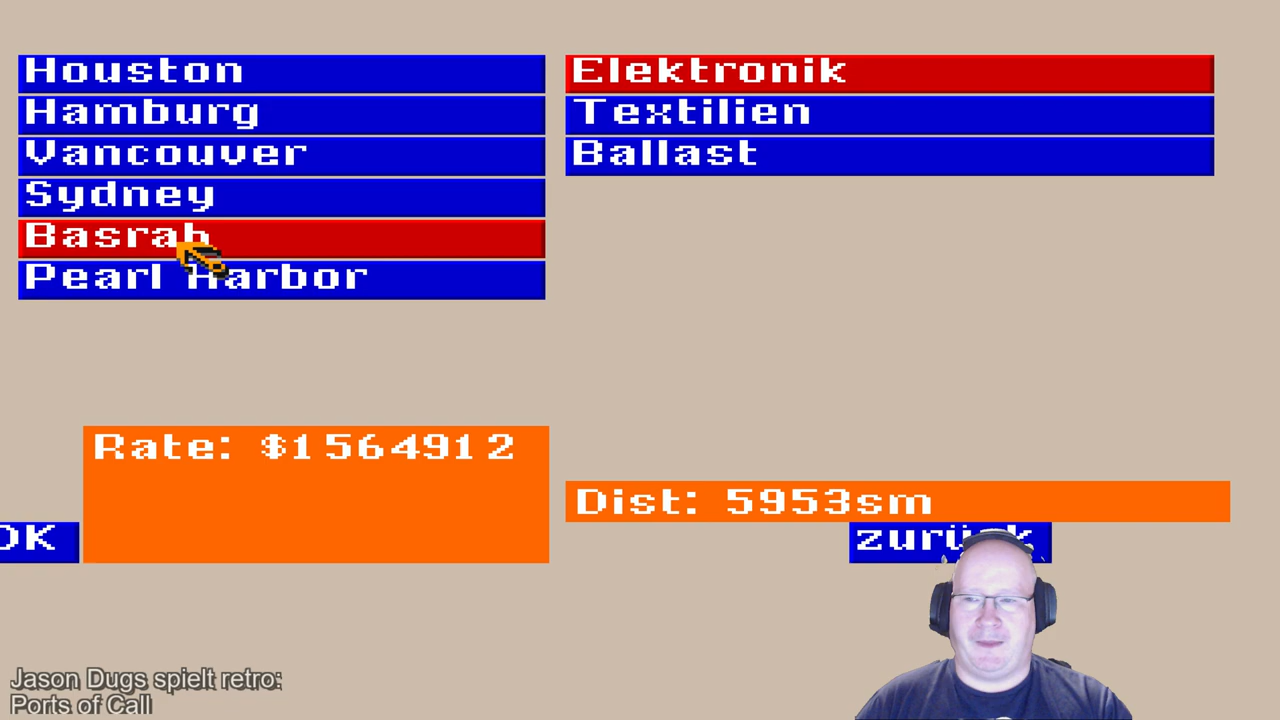 Houston
Hamburg
Vancouver
Sydney
Basrah
Pearl Harbor
Elektronik
Textilien
Ballast
Rate: $1564912
Dist: 5953sm
OK
zurück
Jason Dugs spielt retro:
Ports of Call